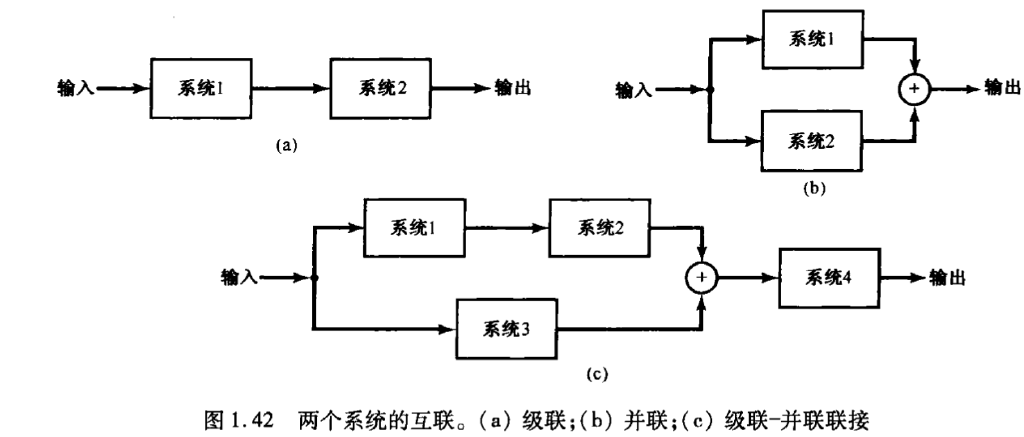 输入 系统1 系统2 输出
(a)
系统1
输入 + 输出
系统2
(b)
系统1 系统2
输入 + 系统4 输出
系统3
(c)
图1.42 两个系统的互联。(a) 级联;(b) 并联;(c) 级联-并联联接